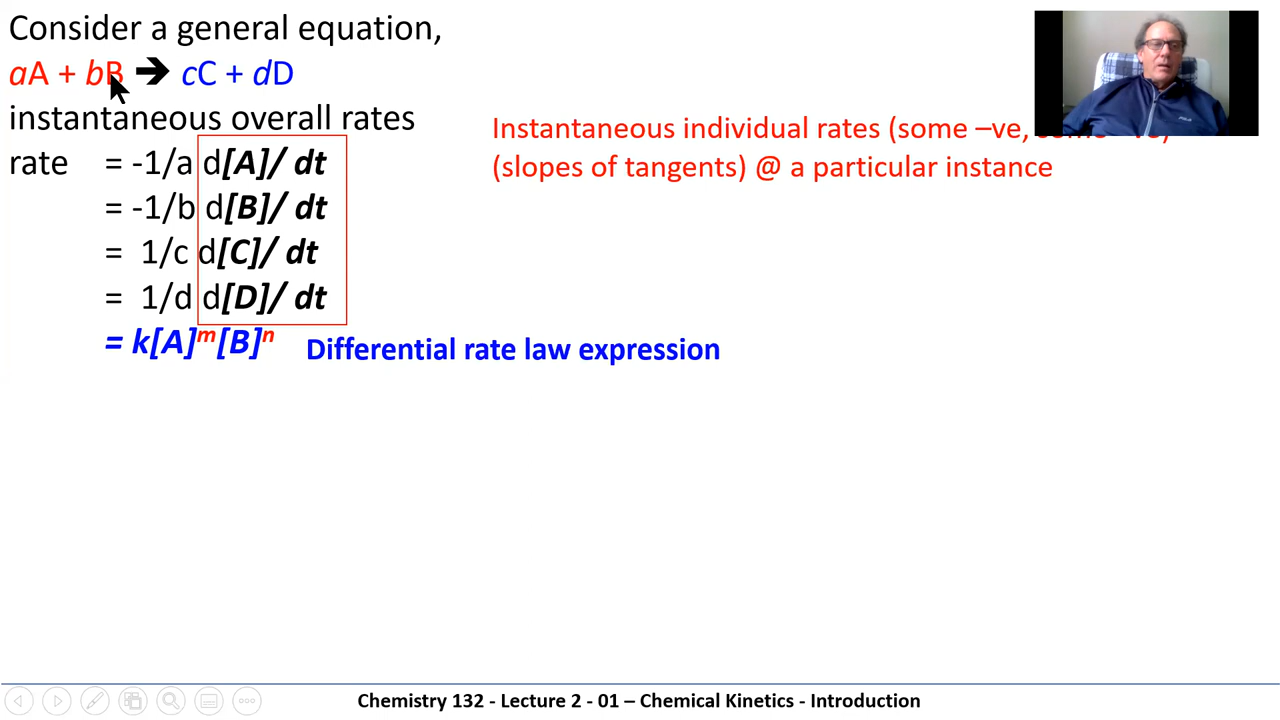 Consider a general equation,
aA + bB ➔ cC + dD
instantaneous overall rates
rate = -1/a d[A]/ dt
= -1/b d[B]/ dt
= 1/c d[C]/ dt
= 1/d d[D]/ dt
= k[A]ᵐ[B]ⁿ
Differential rate law expression
Instantaneous individual rates (some –ve,
(slopes of tangents) @ a particular instance
Chemistry 132 - Lecture 2 - 01 – Chemical Kinetics - Introduction